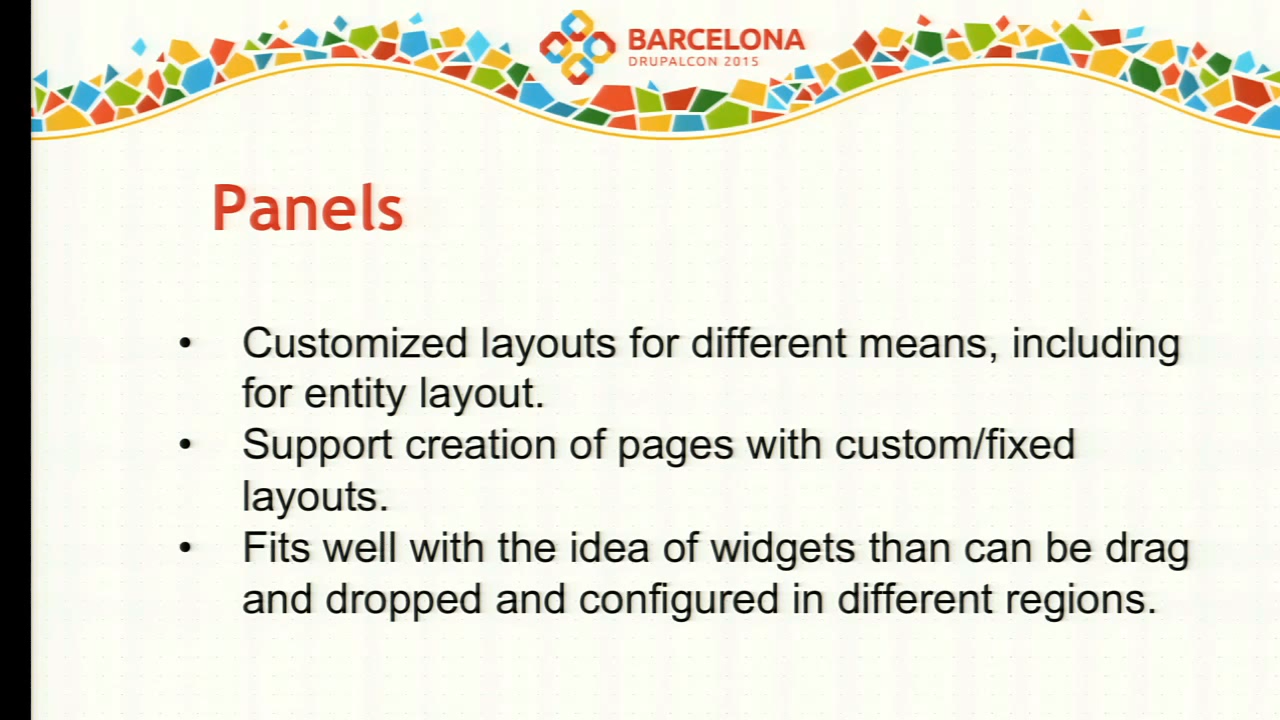 BARCELONA
DRUPALCON 2015
Panels
• Customized layouts for different means, including
for entity layout.
• Support creation of pages with custom/fixed
layouts.
• Fits well with the idea of widgets than can be drag
and dropped and configured in different regions.